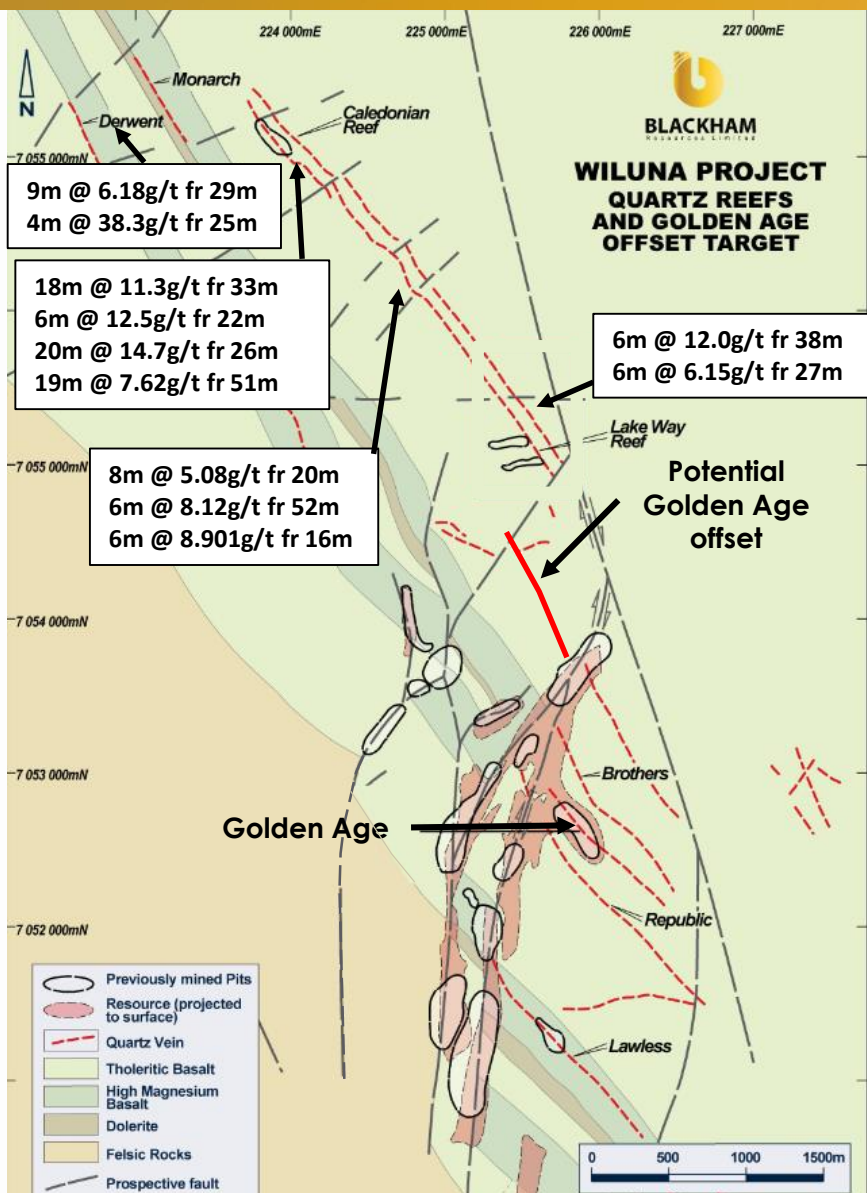 224 000mE
225 000mE
226 000mE
227 000mE
N
Monarch
Derwent
Caledonian
Reef
BLACKHAM
Resources Limited
WILUNA PROJECT
QUARTZ REEFS
AND GOLDEN AGE
OFFSET TARGET
7 055 000mN
9m @ 6.18g/t fr 29m
4m @ 38.3g/t fr 25m
18m @ 11.3g/t fr 33m
6m @ 12.5g/t fr 22m
20m @ 14.7g/t fr 26m
19m @ 7.62g/t fr 51m
6m @ 12.0g/t fr 38m
6m @ 6.15g/t fr 27m
Lake Way
Reef
7 055 000mN
8m @ 5.08g/t fr 20m
6m @ 8.12g/t fr 52m
6m @ 8.901g/t fr 16m
Potential
Golden Age
offset
7 054 000mN
7 053 000mN
Brothers
Golden Age
Republic
7 052 000mN
Lawless
Previously mined Pits
Resource (projected
to surface)
Quartz Vein
Tholeritic Basalt
High Magnesium
Basalt
Dolerite
Felsic Rocks
Prospective fault
0 500 1000 1500m